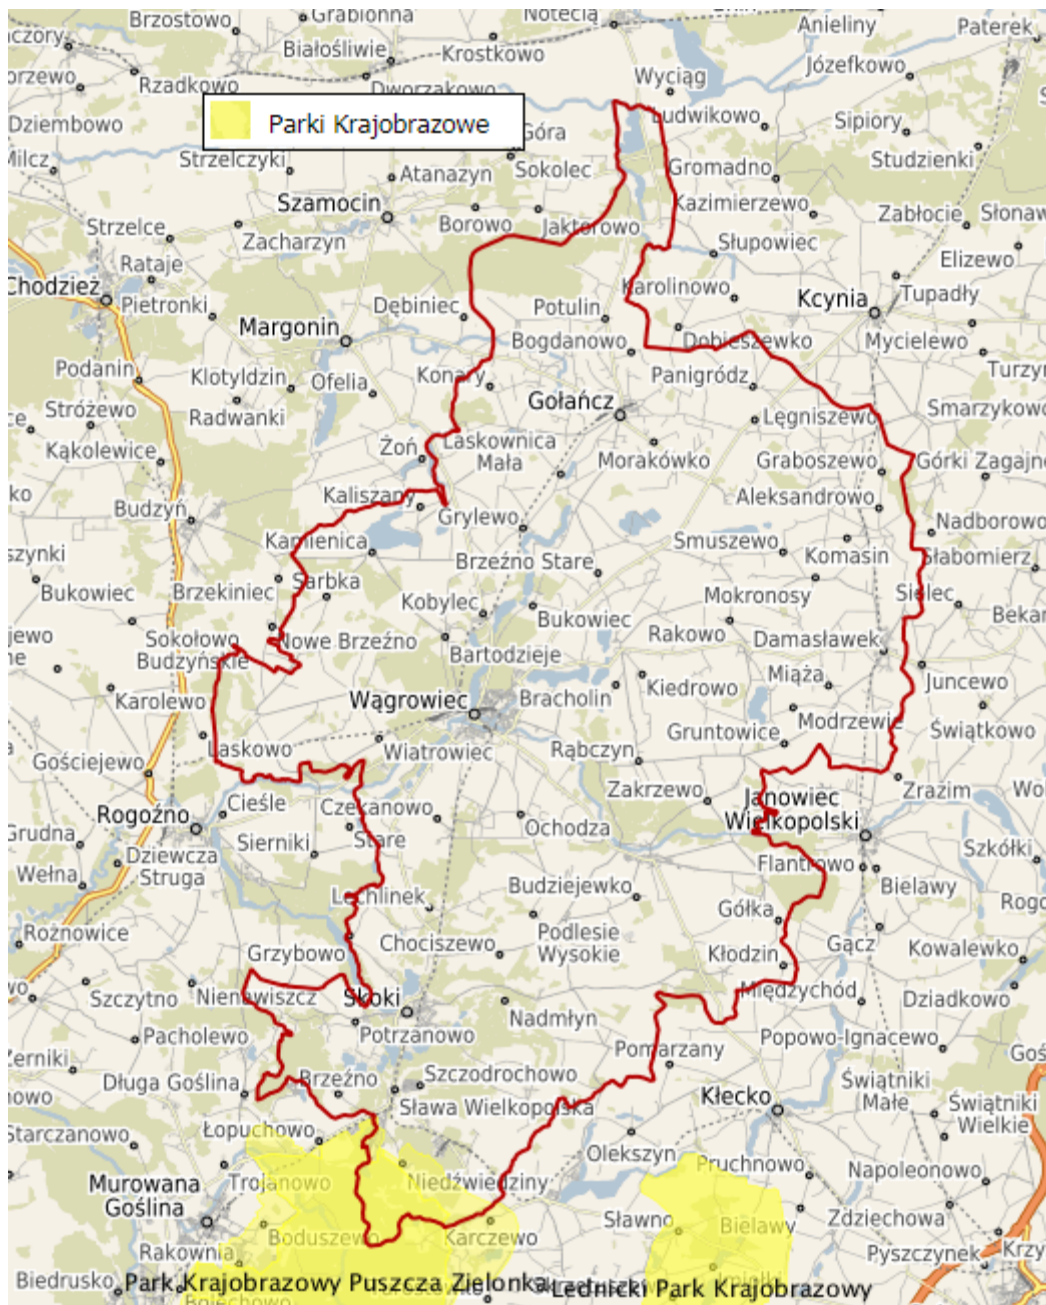 Brzostowo
Grabionna
Notecią
Anieliny
Paterek
Białośliwie
Krostkowo
Józefkowo
Rzadkowo
Wyciąg
Dworzakowo
Parki Krajobrazowe
Dziembowo
Góra
Ludwikowo
Sipiory
Milcz
Strzelczyki
Atanazyn
Sokolec
Gromadno
Studzienki
Szamocin
Kazimierzewo
Strzelce
Borowo
Jaktorowo
Zabłocie
Zacharzyn
Słupowiec
Rataje
Elizewo
Chodzież
Pietronki
Dębiniec
Potulin
Karolinowo
Kcynia
Tupadły
Margonin
Bogdanowo
Dobieszewko
Mycielewo
Podanin
Klotyldzin
Ofelia
Konary
Panigródz
Stróżewo
Radwanki
Gołańcz
Lęgniszewo
Smarzykowo
Kąkolewice
Żoń
Laskownica
Mała
Morakówko
Graboszewo
Górki Zagajne
Kaliszany
Aleksandrowo
Budzyń
Grylewo
Nadborowo
Kamienica
Smuszewo
Komasin
Brzeźno Stare
Słabomierz
Bukowiec
Brzekiniec
Sarbka
Kobylec
Mokronosy
Sielec
Bukowiec
Sokołowo
Budzyńskie
Nowe Brzeźno
Rakowo
Damasławek
Bartodzieje
Miąża
Karolewo
Wągrowiec
Bracholin
Kiedrowo
Juncewo
Laskowo
Wiatrowiec
Gruntowice
Modrzewie
Świątkowo
Gościejewo
Rąbczyn
Zakrzewo
Janowiec
Wielkopolski
Zrazim
Rogoźno
Cieśle
Czekanowo
Grudna
Sierniki
Stare
Ochodza
Dziewcza
Struga
Flantrowo
Szkółki
Wełna
Lechlinek
Budziejewko
Bielawy
Gółka
Rożnowice
Grzybowo
Chociszewo
Podlesie
Wysokie
Kłodzin
Gącz
Kowalewko
Szczytno
Nienawiszcz
Skoki
Międzychód
Dziadkowo
Nadmłyn
Pacholewo
Potrzanowo
Popowo-Ignacewo
Żerniki
Pomarzany
Długa Goślina
Brzeźno
Szczodrochowo
Świątniki
Małe
Sława Wielkopolska
Kłecko
Świątniki
Wielkie
Starczanowo
Łopuchowo
Olekszyn
Pruchnowo
Napoleonowo
Murowana
Goślina
Trojanowo
Niedźwiedziny
Sławno
Bielawy
Zdziechowa
Rakownia
Boduszewo
Karczewo
Pyszczynek
Biedrusko
Park Krajobrazowy Puszcza Zielonka
Lednicki Park Krajobrazowy